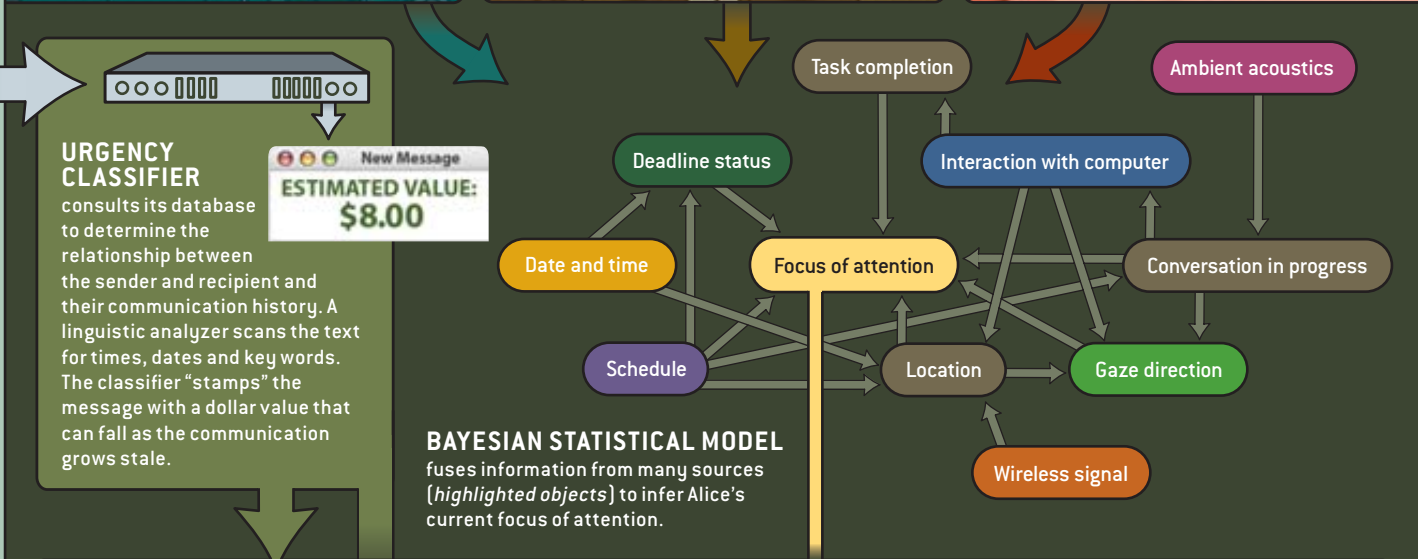 URGENCY
CLASSIFIER
consults its database
to determine the
relationship between
the sender and recipient and
their communication history. A
linguistic analyzer scans the text
for times, dates and key words.
The classifier “stamps” the
message with a dollar value that
can fall as the communication
grows stale.
New Message
ESTIMATED VALUE:
$8.00
Task completion
Ambient acoustics
Deadline status
Interaction with computer
Date and time
Focus of attention
Conversation in progress
Schedule
Location
Gaze direction
Wireless signal
BAYESIAN STATISTICAL MODEL
fuses information from many sources
(highlighted objects) to infer Alice’s
current focus of attention.